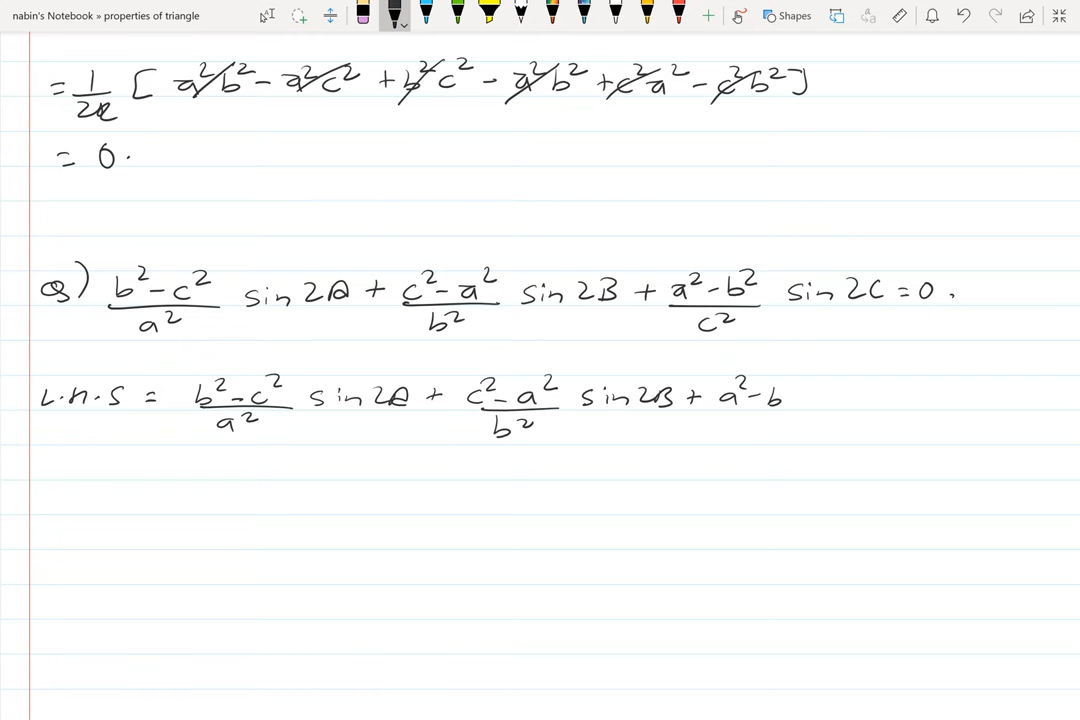 nabin's Notebook » properties of triangle
Shapes
= 1/2k [ a²b² - a²c² + b²c² - a²b² + c²a² - c²b² ]
= 0.
Q) b²-c²/a² sin 2A + c²-a²/b² sin 2B + a²-b²/c² sin 2C = 0.
L.H.S = b²-c²/a² sin 2A + c²-a²/b² sin 2B + a²-b